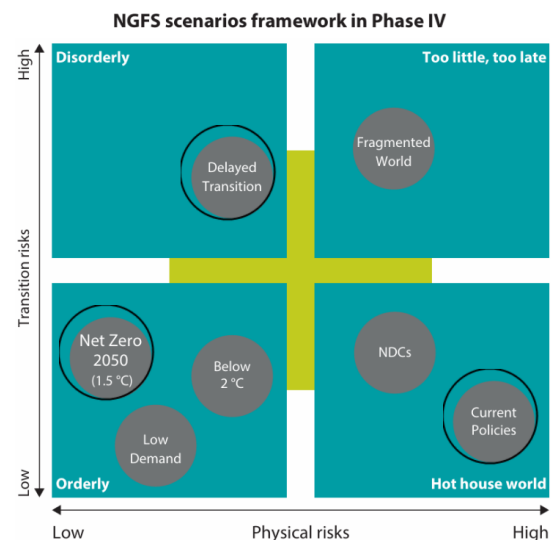 NGFS scenarios framework in Phase IV
High
Disorderly
Too little, too late
Delayed
Transition
Fragmented
World
Transition risks
Net Zero
2050
(1.5 °C)
Below
2 °C
NDCs
Low
Demand
Current
Policies
Low
Orderly
Hot house world
Low
Physical risks
High